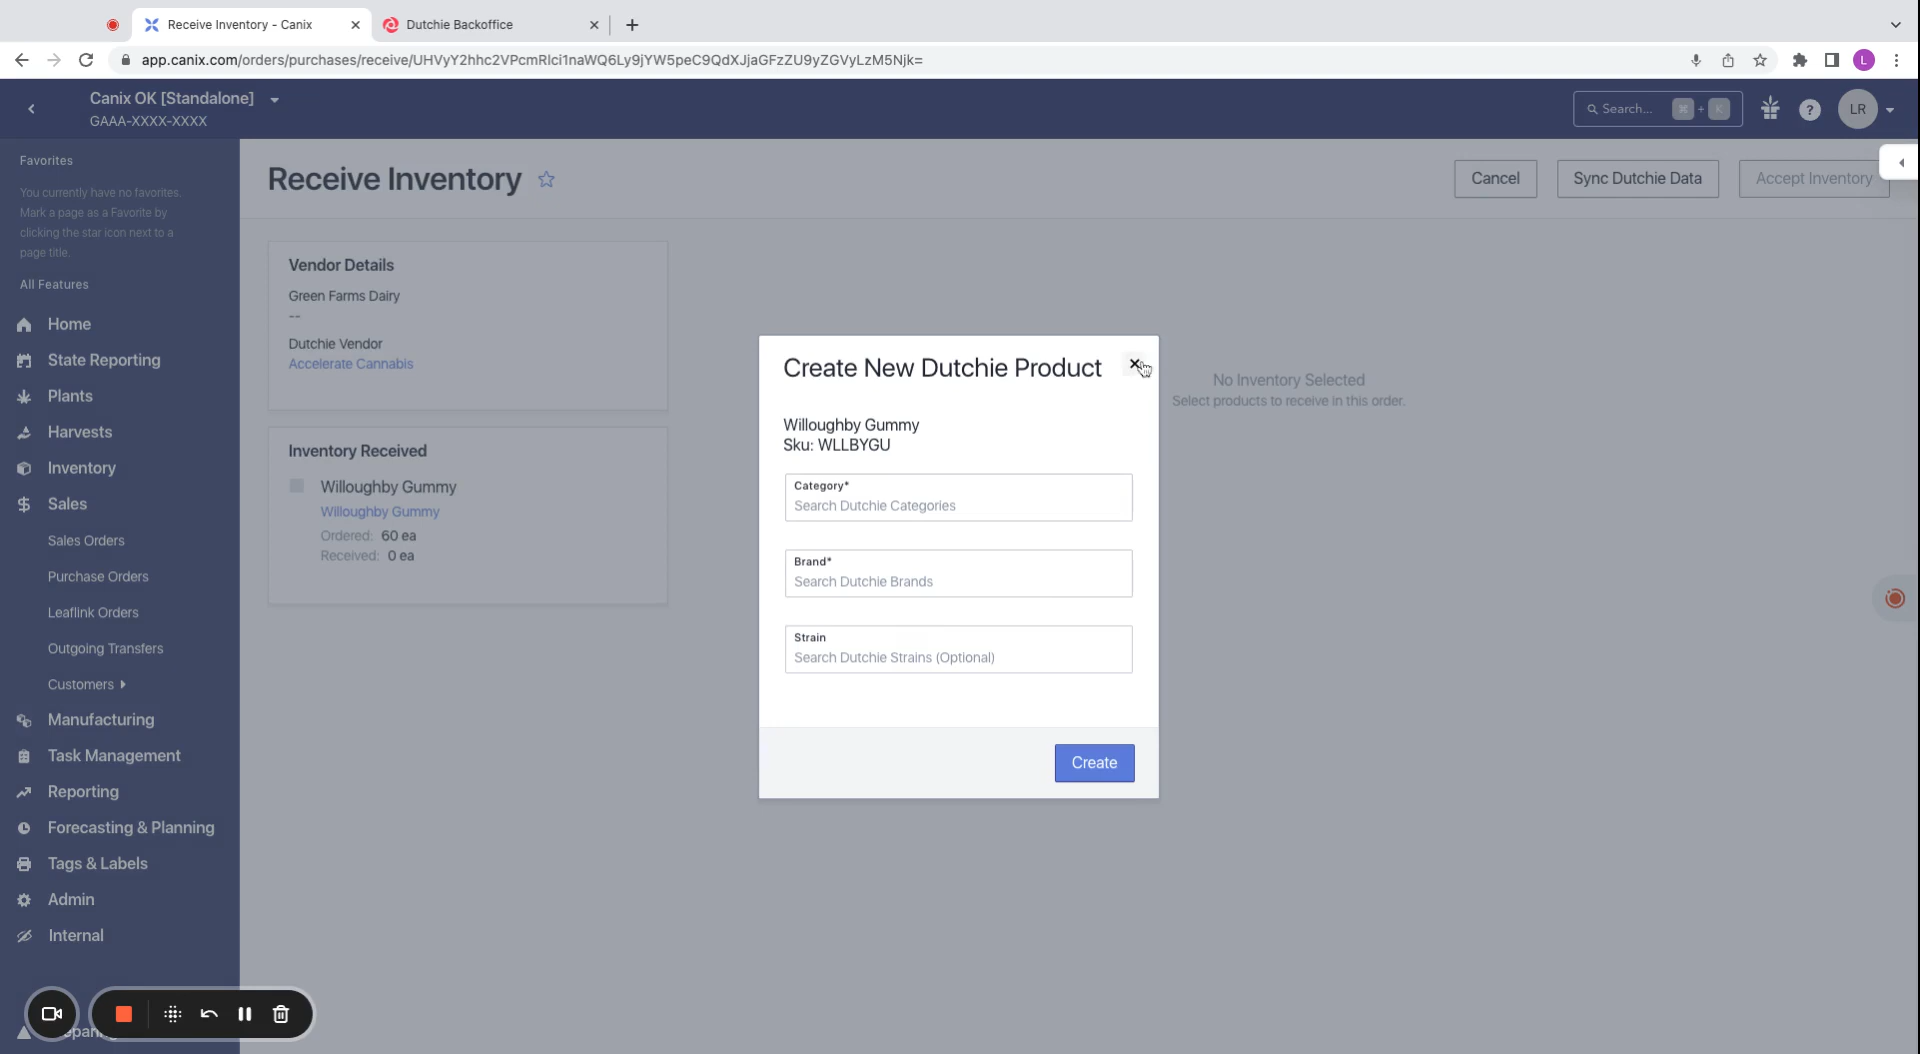 Receive Inventory - Canix
Dutchie Backoffice
app.canix.com/orders/purchases/receive/UHVyY2hhc2VPcmRlci1naWQ6Ly9jYW5peC9QdXJjaGFzZU9yZGVyLzM5Njk=
L
Canix OK [Standalone]
GAAA-XXXX-XXXX
Search...
⌘ + K
?
LR
Favorites
You currently have no favorites.
Mark a page as a Favorite by
clicking the star icon next to a
page title.
All Features
Home
State Reporting
Plants
Harvests
Inventory
Sales
Sales Orders
Purchase Orders
Leaflink Orders
Outgoing Transfers
Customers
Manufacturing
Task Management
Reporting
Forecasting & Planning
Tags & Labels
Admin
Internal
Receive Inventory
Cancel
Sync Dutchie Data
Accept Inventory
Vendor Details
Green Farms Dairy
--
Dutchie Vendor
Accelerate Cannabis
Inventory Received
Willoughby Gummy
Willoughby Gummy
Ordered: 60 ea
Received: 0 ea
No Inventory Selected
Select products to receive in this order.
Create New Dutchie Product
Willoughby Gummy
Sku: WLLBYGU
Category*
Search Dutchie Categories
Brand*
Search Dutchie Brands
Strain
Search Dutchie Strains (Optional)
Create